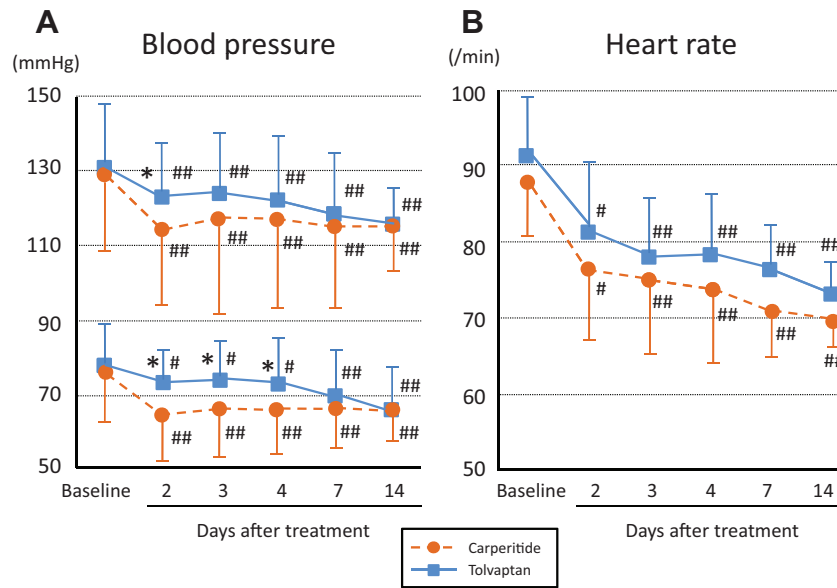 A
Blood pressure
(mmHg)
150
130
* ## ## ## ## ##
110
## ## ## ## ##
90
* # * # * # ## ##
70
## ## ## ## ##
50
Baseline 2 3 4 7 14
Days after treatment
B
Heart rate
(/min)
100
90
80
# ## ## ## ##
70
# ## ## ## ##
60
50
Baseline 2 3 4 7 14
Days after treatment
Carperitide
Tolvaptan